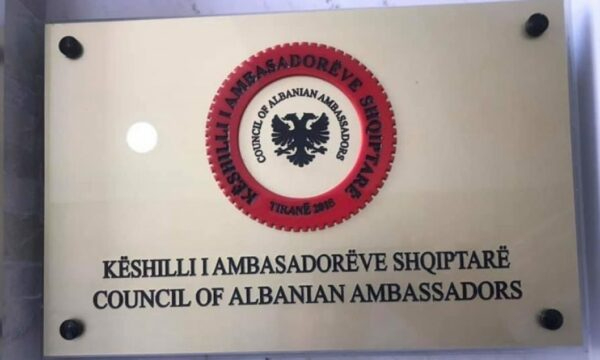 KËSHILLI I AMBASADORËVE SHQIPTARË
COUNCIL OF ALBANIAN AMBASSADORS
TIRANË 2015
KËSHILLI I AMBASADORËVE SHQIPTARË
COUNCIL OF ALBANIAN AMBASSADORS